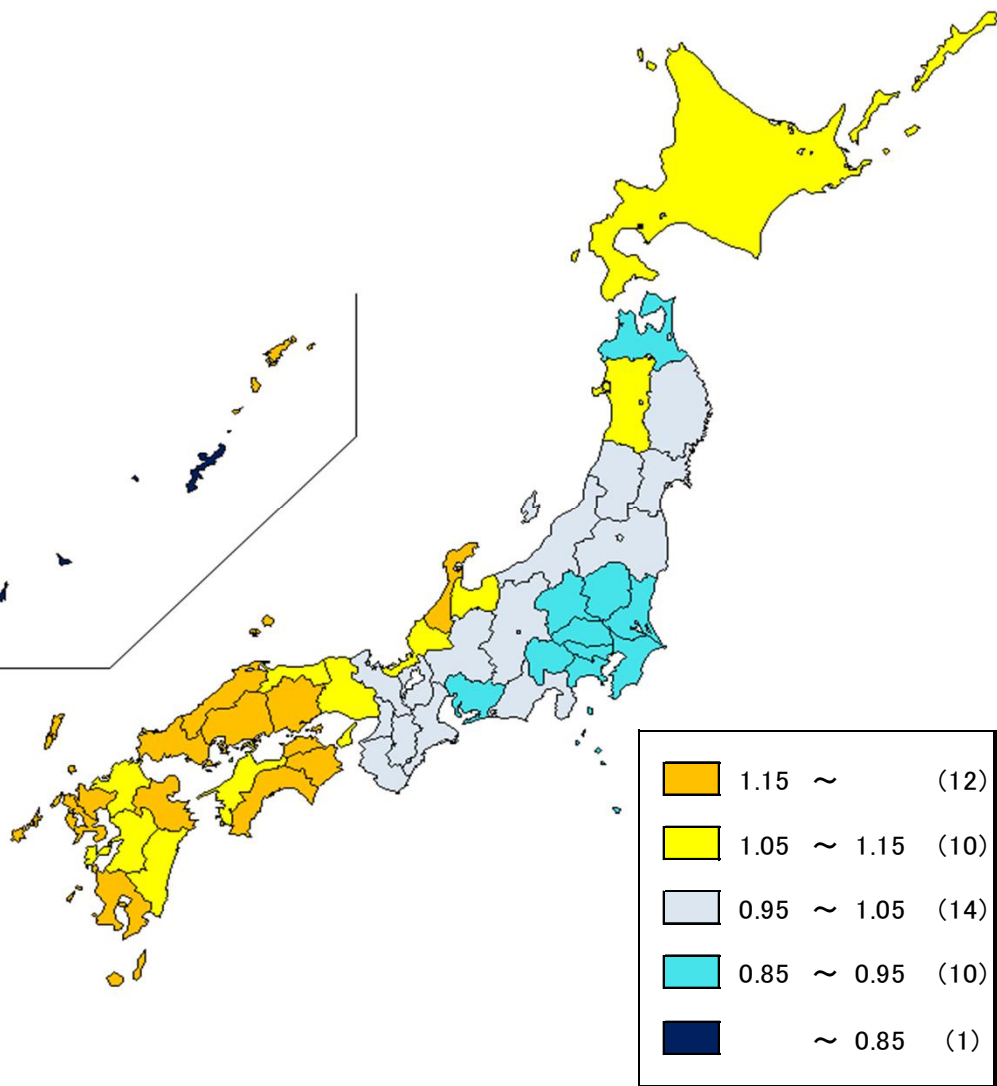 1.15 ～ （12）
1.05 ～ 1.15 （10）
0.95 ～ 1.05 （14）
0.85 ～ 0.95 （10）
～ 0.85 （1）